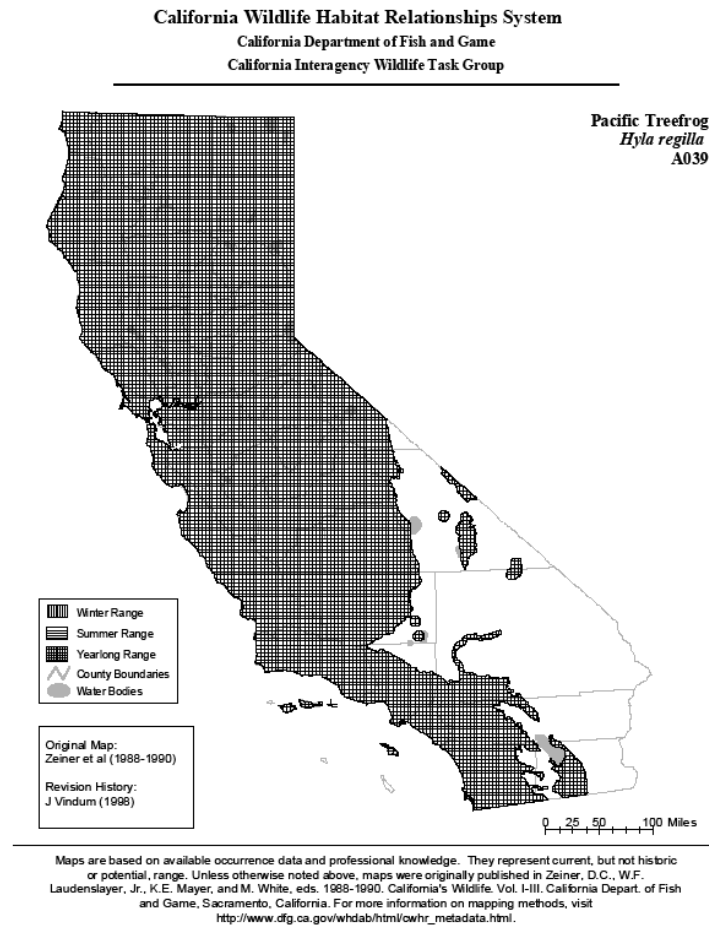 California Wildlife Habitat Relationships System
California Department of Fish and Game
California Interagency Wildlife Task Group
Pacific Treefrog
Hyla regilla
A039
Winter Range
Summer Range
Yearlong Range
County Boundaries
Water Bodies
Original Map:
Zeiner et al (1988-1990)
Revision History:
J Vindum (1998)
0 25 50 100 Miles
Maps are based on available occurrence data and professional knowledge. They represent current, but not historic
or potential, range. Unless otherwise noted above, maps were originally published in Zeiner, D.C., W.F.
Laudenslayer, Jr., K.E. Mayer, and M. White, eds. 1988-1990. California's Wildlife. Vol. I-III. California Depart. of Fish
and Game, Sacramento, California. For more information on mapping methods, visit
http://www.dfg.ca.gov/whdab/html/cwhr_metadata.html.